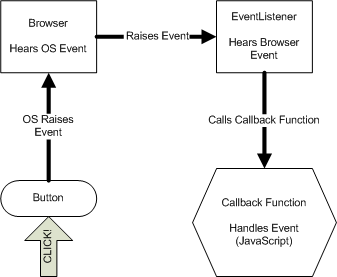 Browser
Hears OS Event
Raises Event
EventListener
Hears Browser
Event
OS Raises
Event
Calls Callback Function
Button
CLICK!
Callback Function
Handles Event
(JavaScript)